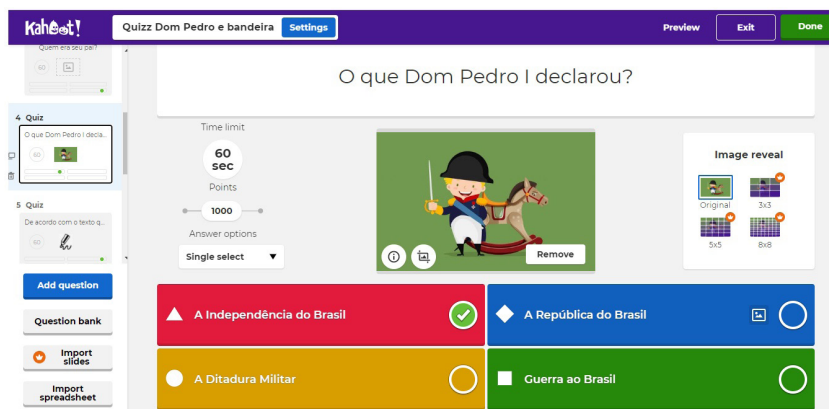 Kahoot!
Quizz Dom Pedro e bandeira
Settings
Preview
Exit
Done
Quem era seu pai?
60
4 Quiz
O que Dom Pedro I decla...
60
5 Quiz
De acordo com o texto q...
60
Add question
Question bank
Import
slides
Import
spreadsheet
O que Dom Pedro I declarou?
Time limit
60
sec
Points
1000
Answer options
Single select
Remove
Image reveal
Original
3x3
5x5
8x8
A Independência do Brasil
A República do Brasil
A Ditadura Militar
Guerra ao Brasil